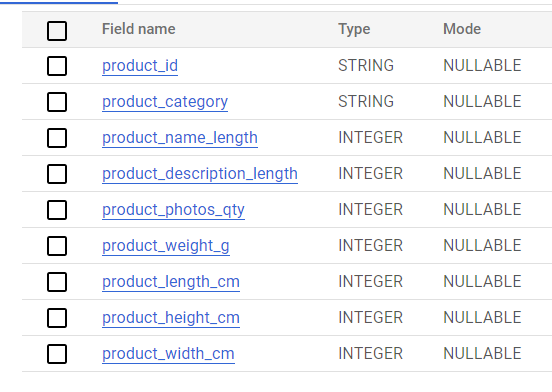 Field name Type Mode
product_id STRING NULLABLE
product_category STRING NULLABLE
product_name_length INTEGER NULLABLE
product_description_length INTEGER NULLABLE
product_photos_qty INTEGER NULLABLE
product_weight_g INTEGER NULLABLE
product_length_cm INTEGER NULLABLE
product_height_cm INTEGER NULLABLE
product_width_cm INTEGER NULLABLE